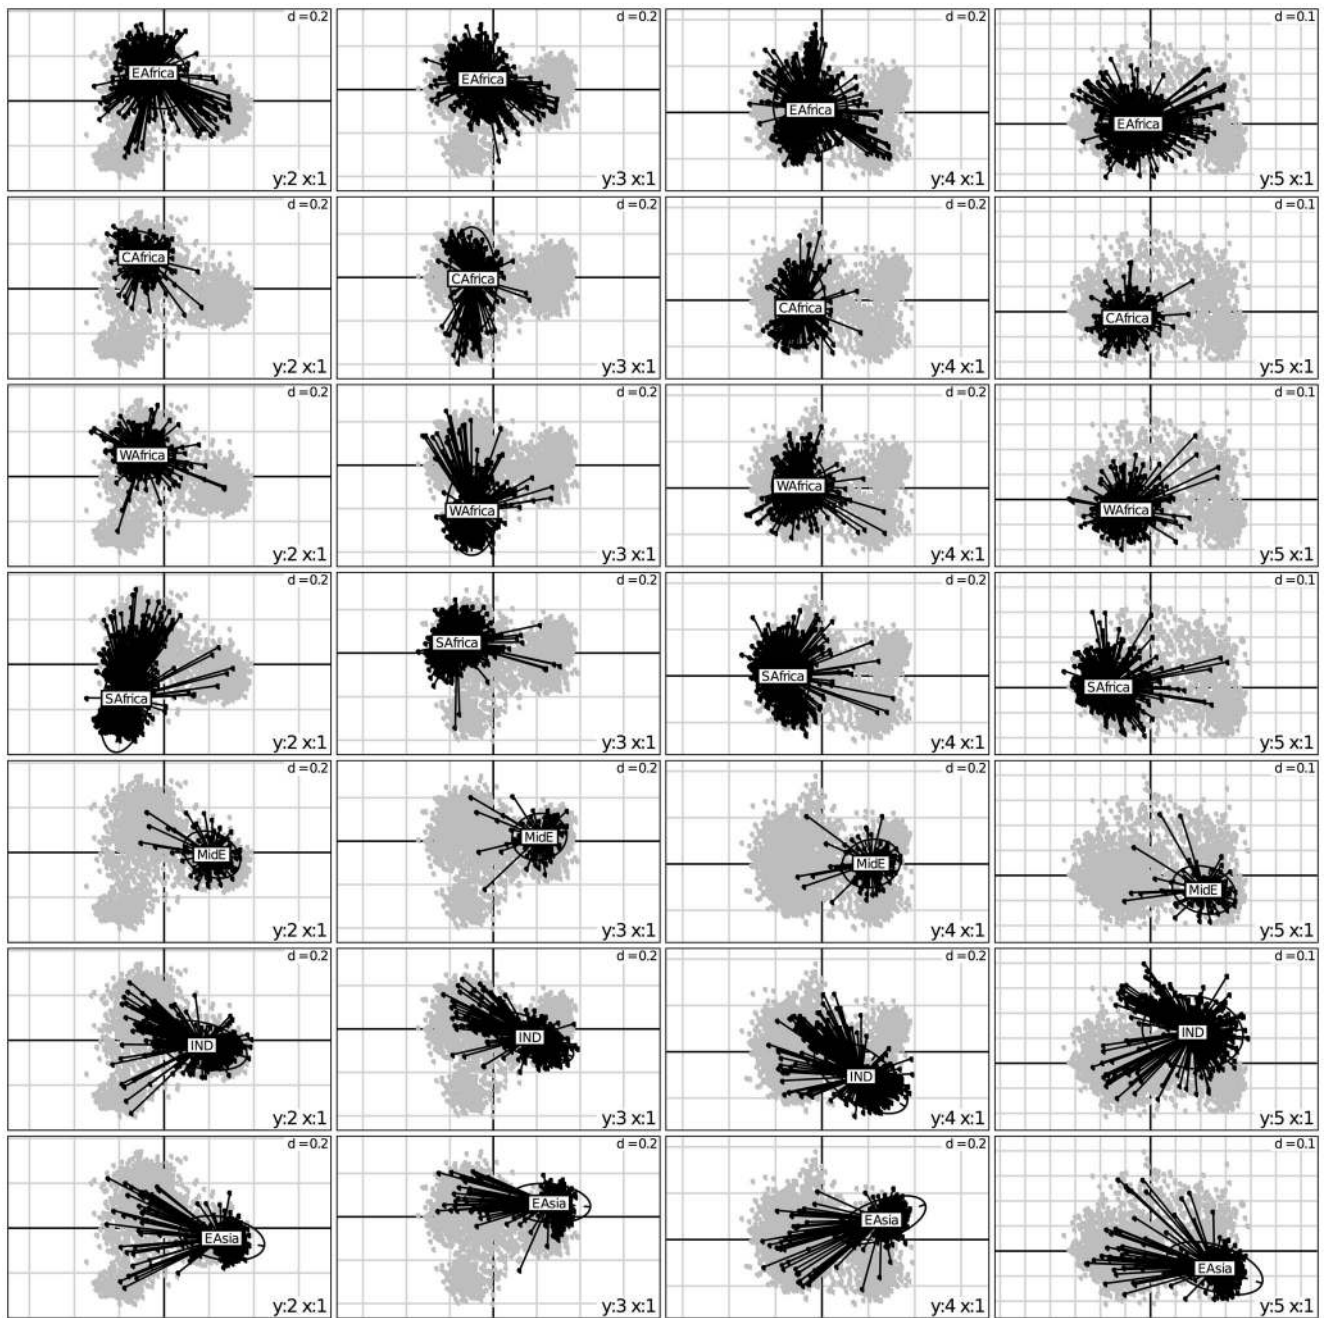 d = 0.2 d = 0.2 d = 0.2 d = 0.1
EAfrica EAfrica EAfrica EAfrica
y:2 x:1 y:3 x:1 y:4 x:1 y:5 x:1
d = 0.2 d = 0.2 d = 0.2 d = 0.1
CAfrica CAfrica CAfrica CAfrica
y:2 x:1 y:3 x:1 y:4 x:1 y:5 x:1
d = 0.2 d = 0.2 d = 0.2 d = 0.1
WAfrica WAfrica WAfrica WAfrica
y:2 x:1 y:3 x:1 y:4 x:1 y:5 x:1
d = 0.2 d = 0.2 d = 0.2 d = 0.1
SAfrica SAfrica SAfrica SAfrica
y:2 x:1 y:3 x:1 y:4 x:1 y:5 x:1
d = 0.2 d = 0.2 d = 0.2 d = 0.1
MidE MidE MidE MidE
y:2 x:1 y:3 x:1 y:4 x:1 y:5 x:1
d = 0.2 d = 0.2 d = 0.2 d = 0.1
IND IND IND IND
y:2 x:1 y:3 x:1 y:4 x:1 y:5 x:1
d = 0.2 d = 0.2 d = 0.2 d = 0.1
EAsia EAsia EAsia EAsia
y:2 x:1 y:3 x:1 y:4 x:1 y:5 x:1